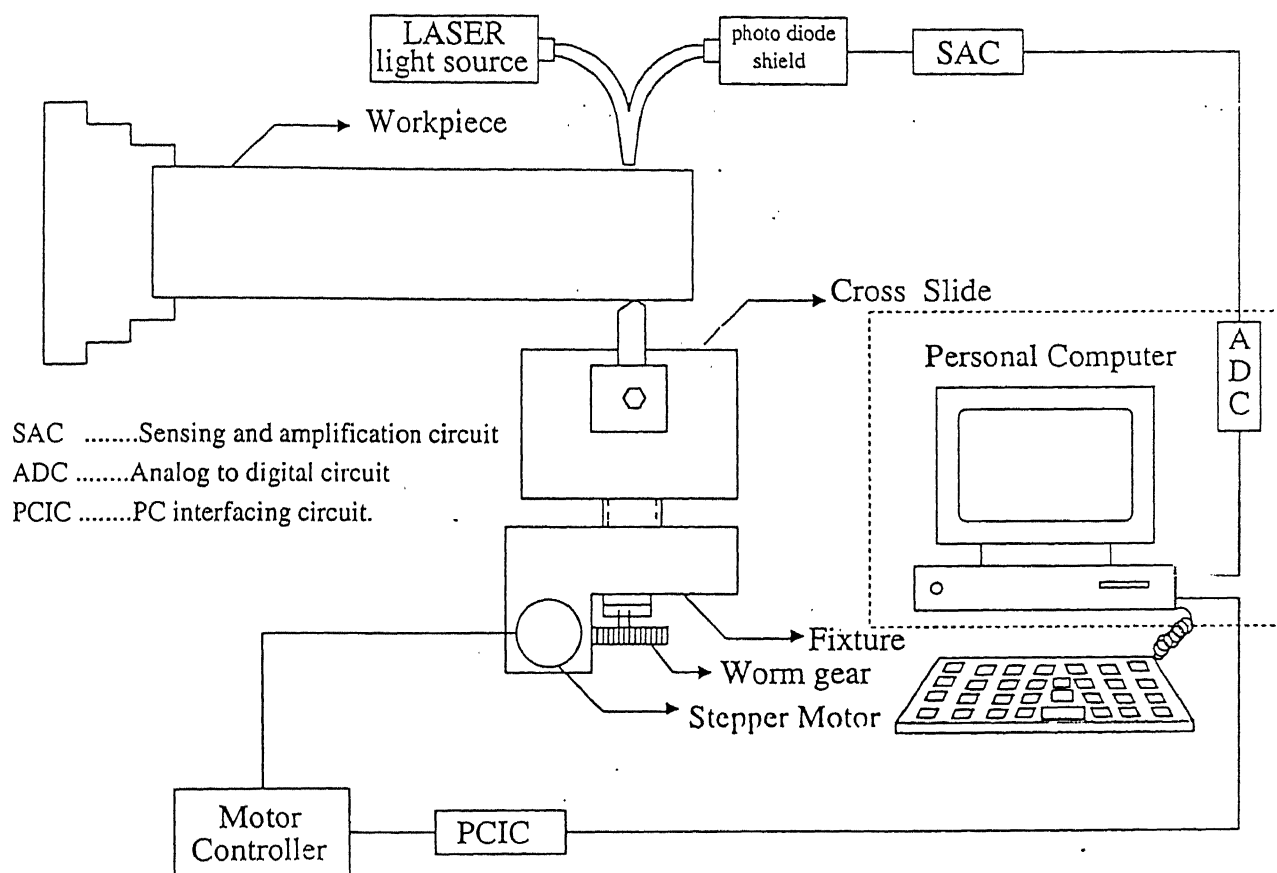 LASER
light source
photo diode
shield
SAC
Workpiece
Cross Slide
Personal Computer
A
D
C
SAC ........Sensing and amplification circuit
ADC ........Analog to digital circuit
PCIC ........PC interfacing circuit.
Fixture
Worm gear
Stepper Motor
Motor
Controller
PCIC